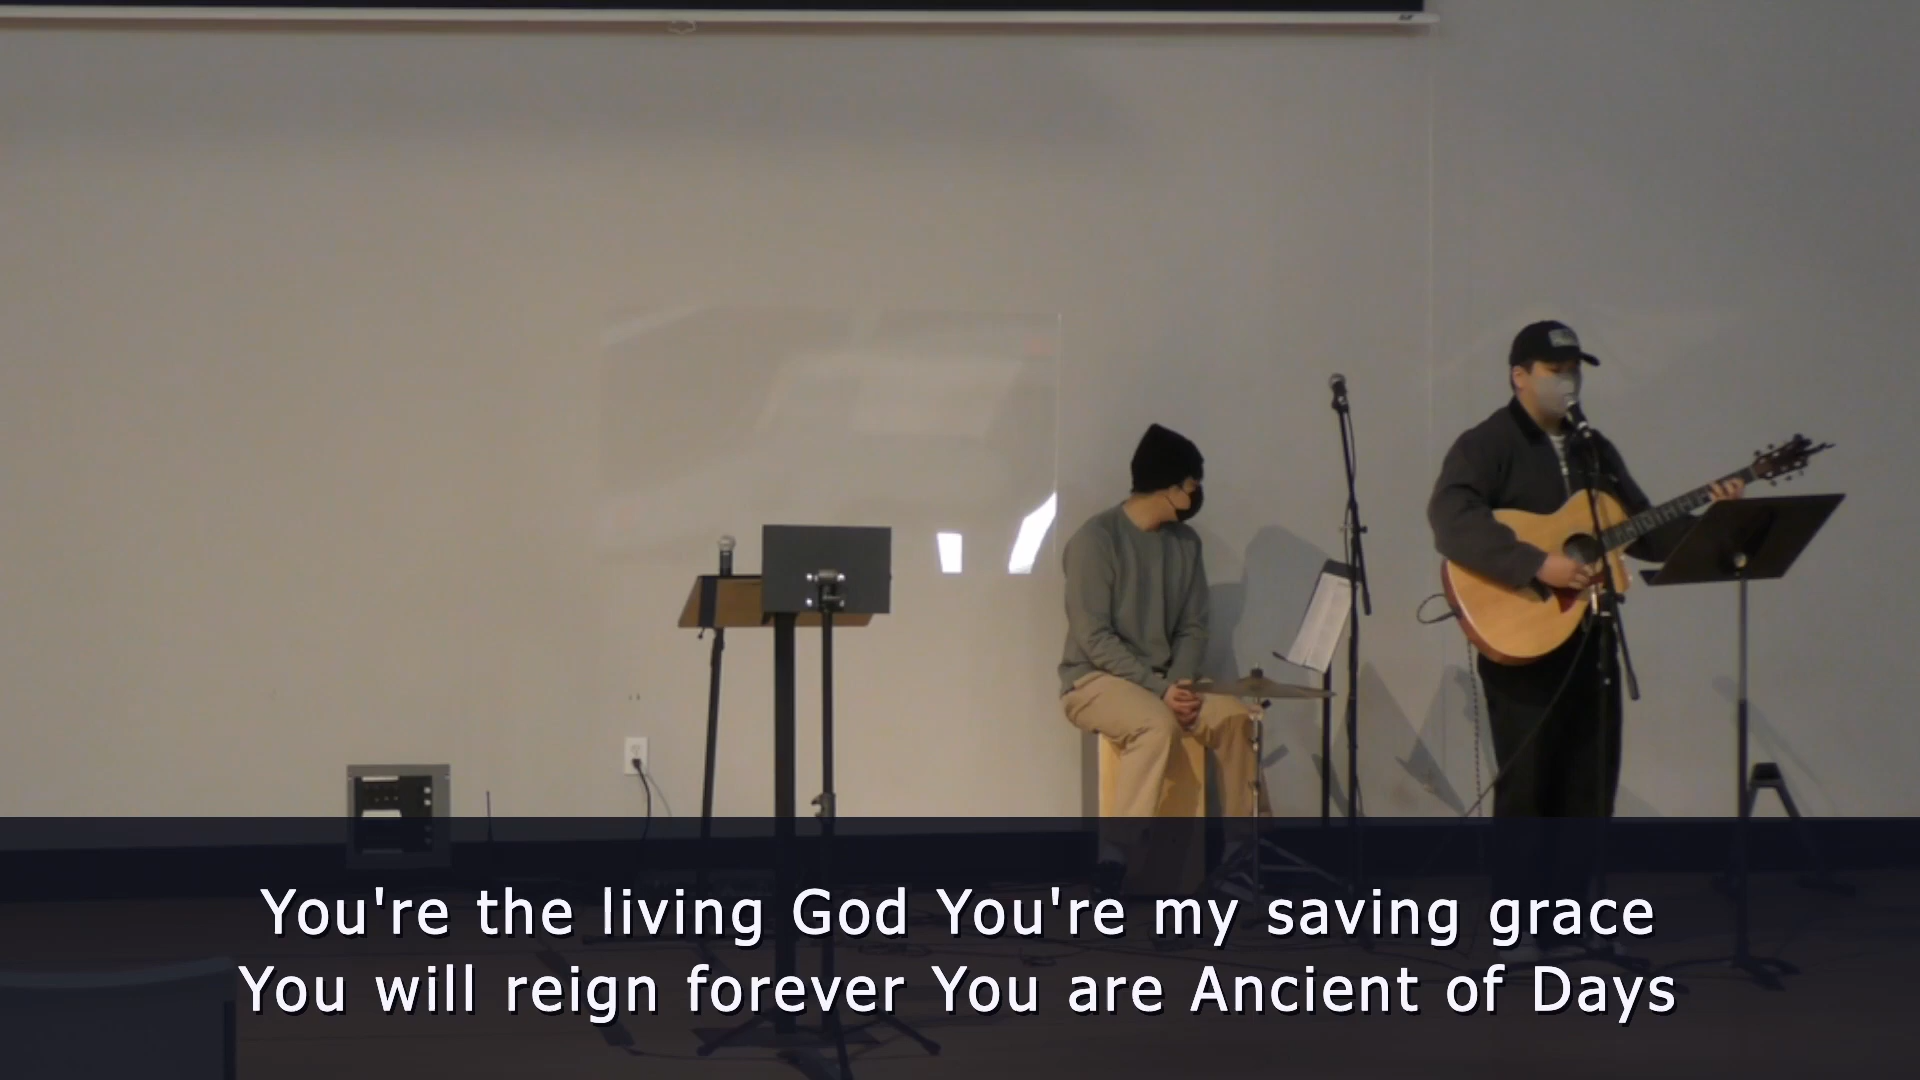 You're the living God You're my saving grace
You will reign forever You are Ancient of Days